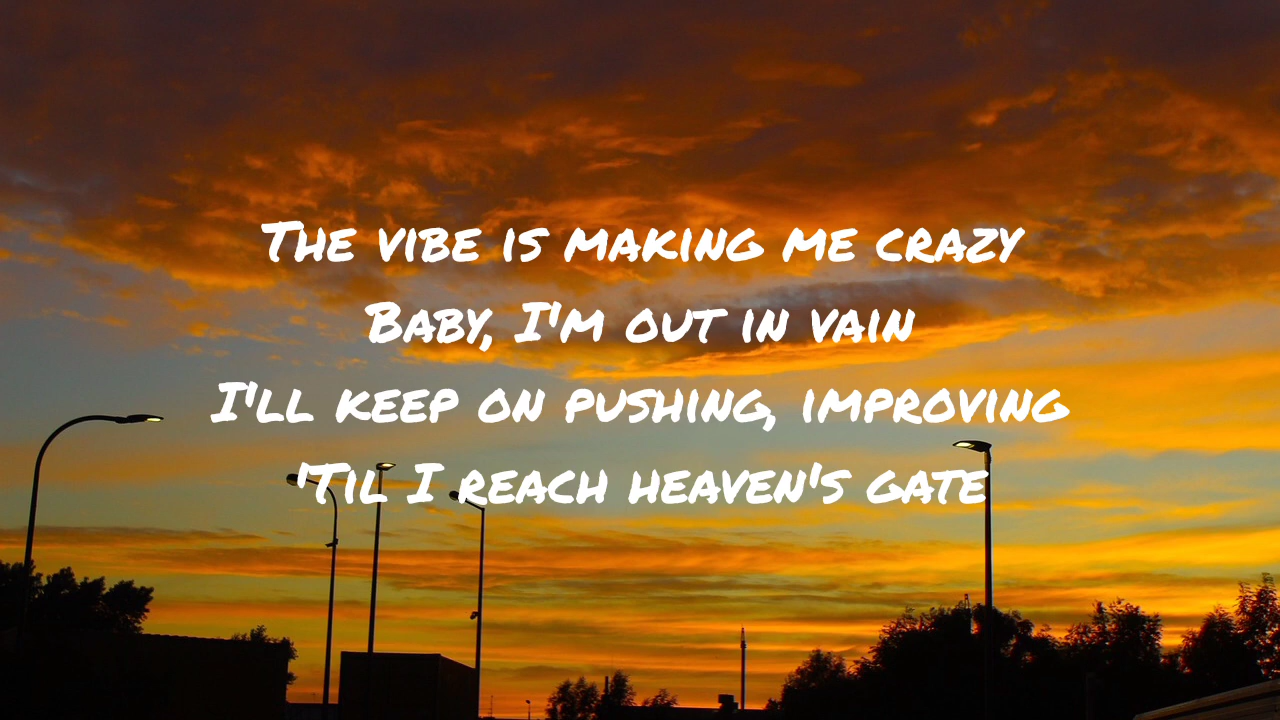 The vibe is making me crazy
Baby, I'm out in vain
I'll keep on pushing, improving
'Til I reach heaven's gate